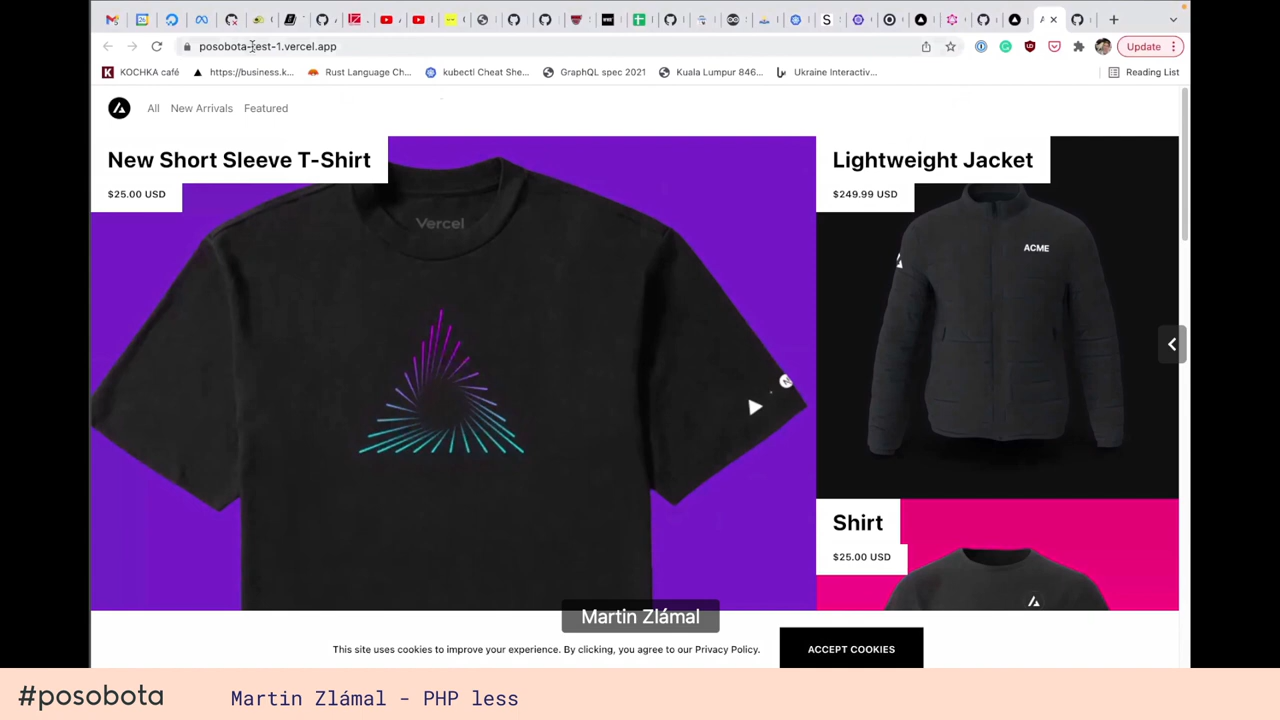 posobota-test-1.vercel.app
Update
KOCHKA café
https://business.k...
Rust Language Ch...
kubectl Cheat She...
GraphQL spec 2021
Kuala Lumpur 846...
Ukraine Interactiv...
Reading List
All
New Arrivals
Featured
New Short Sleeve T-Shirt
$25.00 USD
Vercel
Lightweight Jacket
$249.99 USD
ACME
Shirt
$25.00 USD
Martin Zlámal
This site uses cookies to improve your experience. By clicking, you agree to our Privacy Policy.
ACCEPT COOKIES
#posobota
Martin Zlámal - PHP less